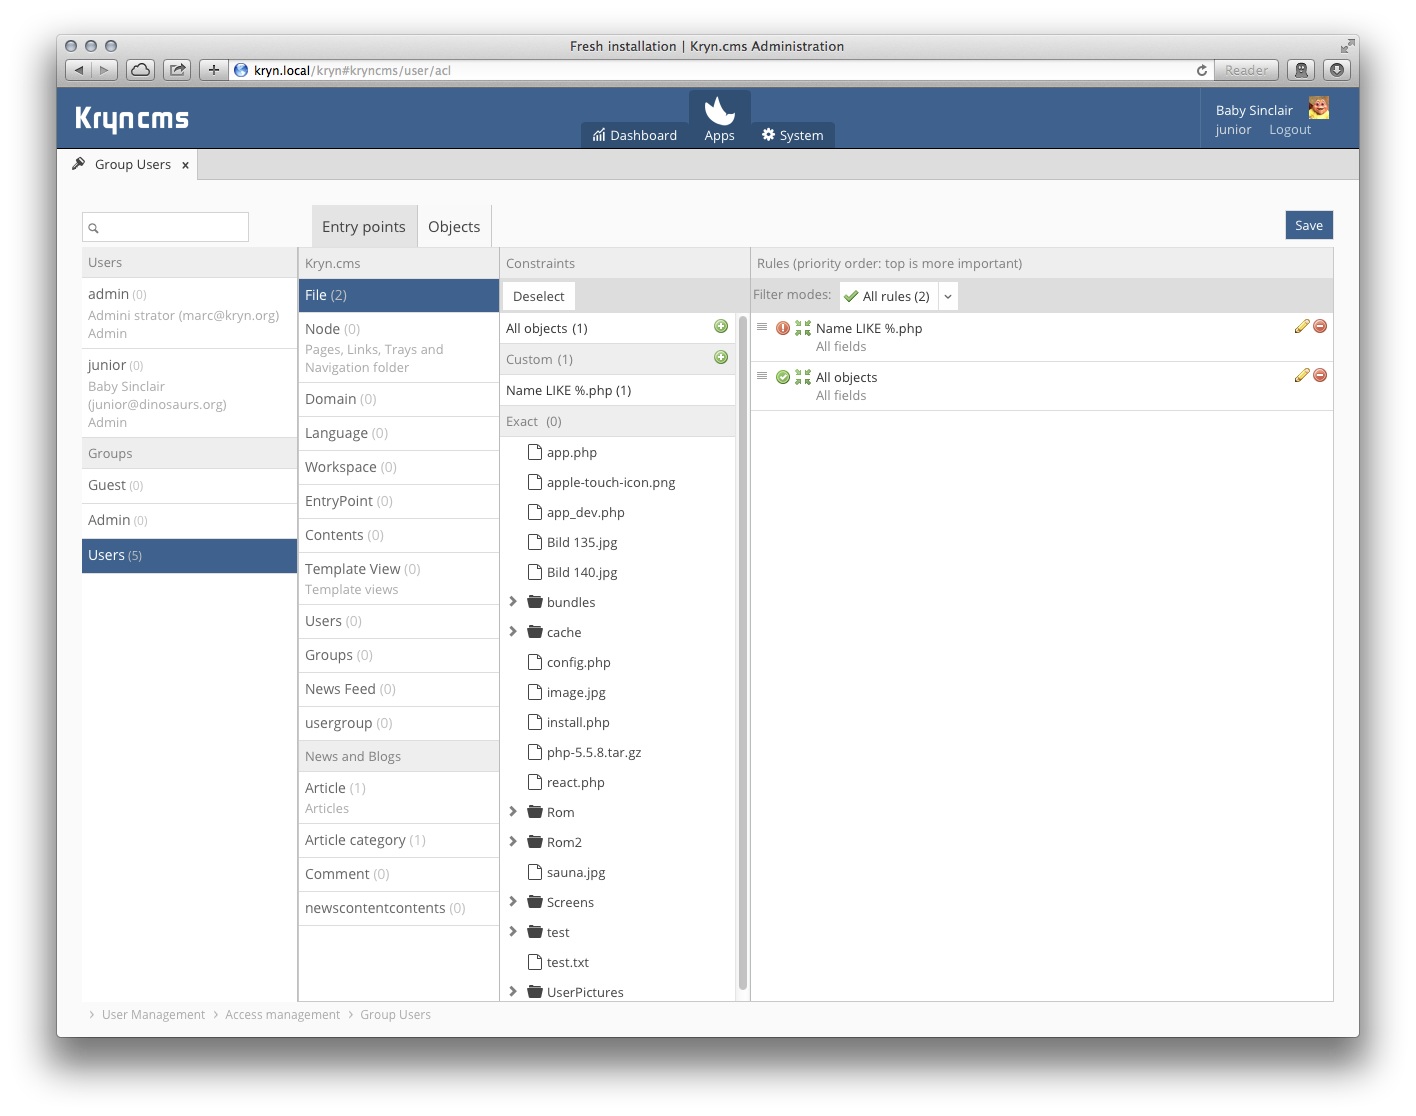 Fresh installation | Kryn.cms Administration
kryn.local/kryn#kryncms/user/acl
Reader
Kryncms
Dashboard
Apps
System
Baby Sinclair
junior Logout
Group Users x
Entry points
Objects
Save
Users
admin (0)
Admini strator (marc@kryn.org)
Admin
junior (0)
Baby Sinclair
(junior@dinosaurs.org)
Admin
Groups
Guest (0)
Admin (0)
Users (5)
Kryn.cms
File (2)
Node (0)
Pages, Links, Trays and
Navigation folder
Domain (0)
Language (0)
Workspace (0)
EntryPoint (0)
Contents (0)
Template View (0)
Template views
Users (0)
Groups (0)
News Feed (0)
usergroup (0)
News and Blogs
Article (1)
Articles
Article category (1)
Comment (0)
newscontentcontents (0)
Constraints
Deselect
All objects (1)
Custom (1)
Name LIKE %.php (1)
Exact (0)
app.php
apple-touch-icon.png
app_dev.php
Bild 135.jpg
Bild 140.jpg
bundles
cache
config.php
image.jpg
install.php
php-5.5.8.tar.gz
react.php
Rom
Rom2
sauna.jpg
Screens
test
test.txt
UserPictures
Rules (priority order: top is more important)
Filter modes: All rules (2)
Name LIKE %.php
All fields
All objects
All fields
› User Management › Access management › Group Users